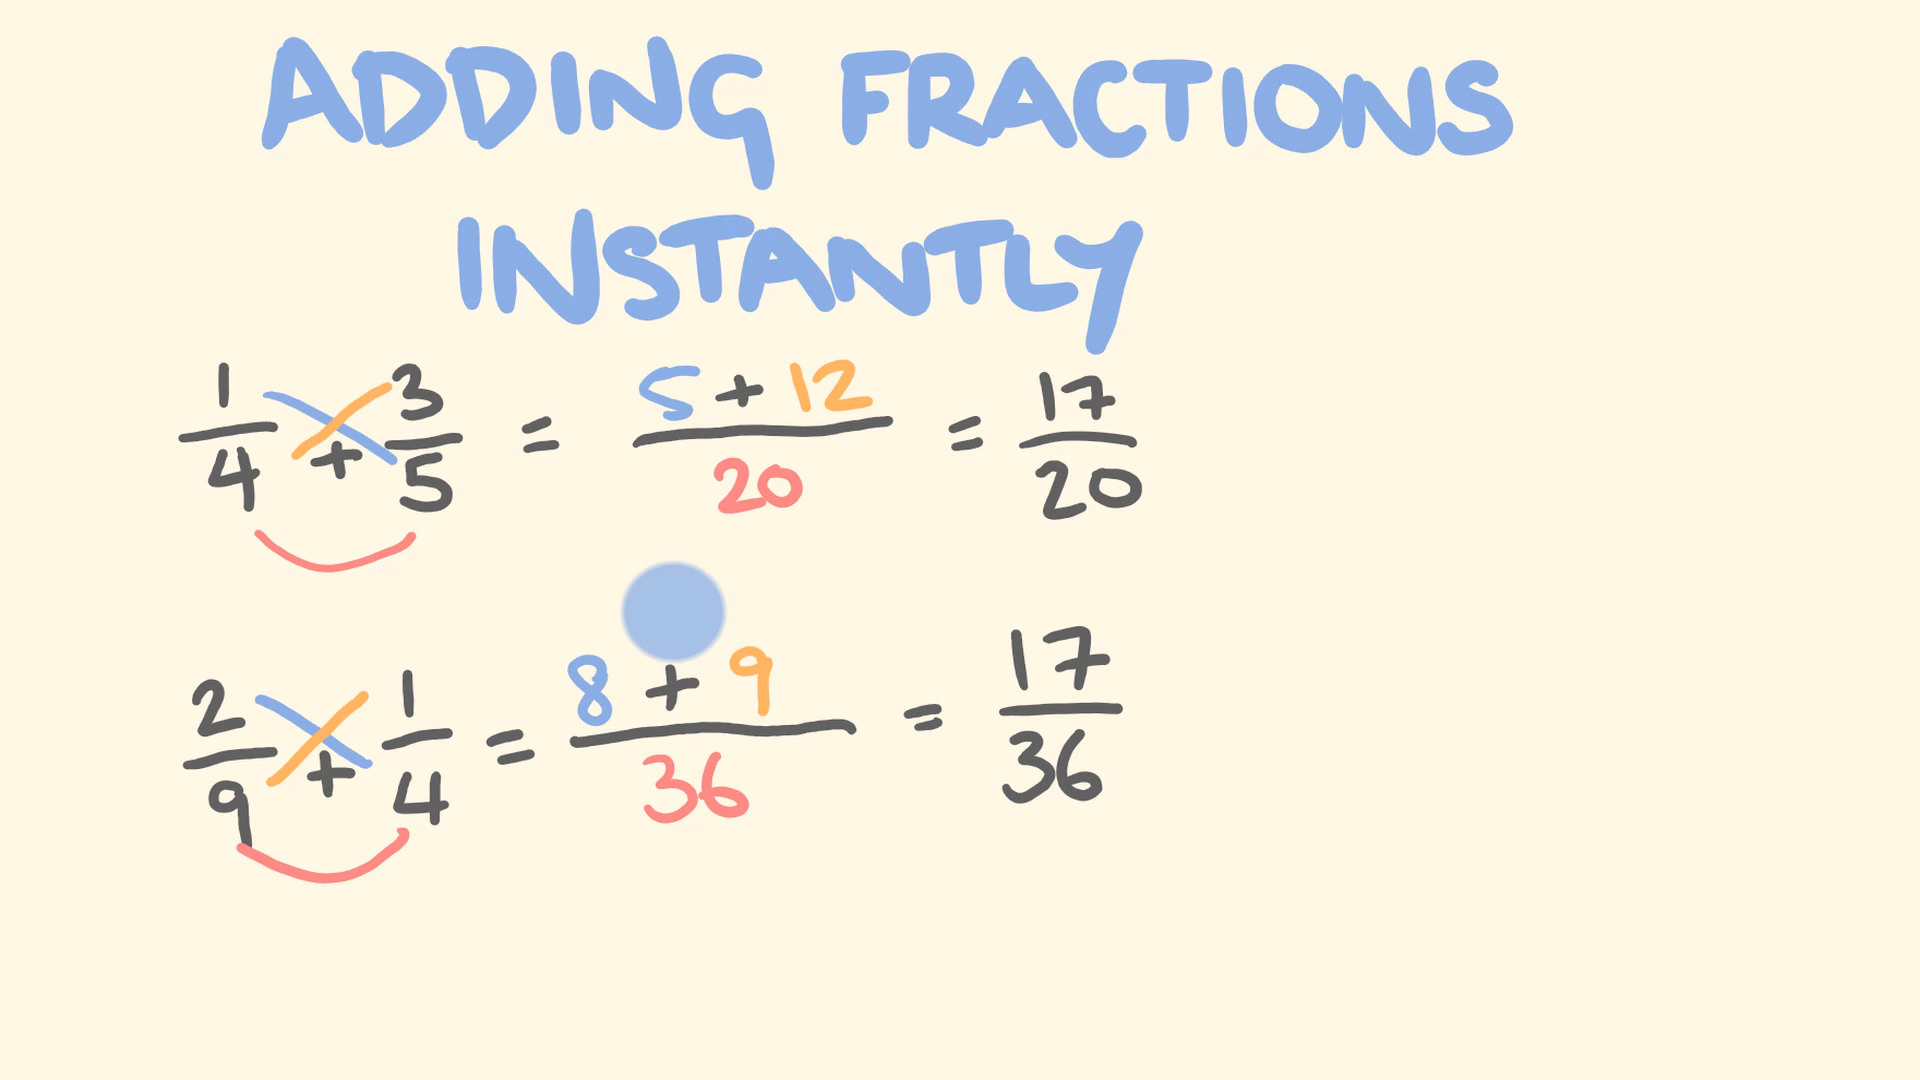 ADDING FRACTIONS
INSTANTLY
1/4 + 3/5 = (5 + 12)/20 = 17/20
2/9 + 1/4 = (8 + 9)/36 = 17/36